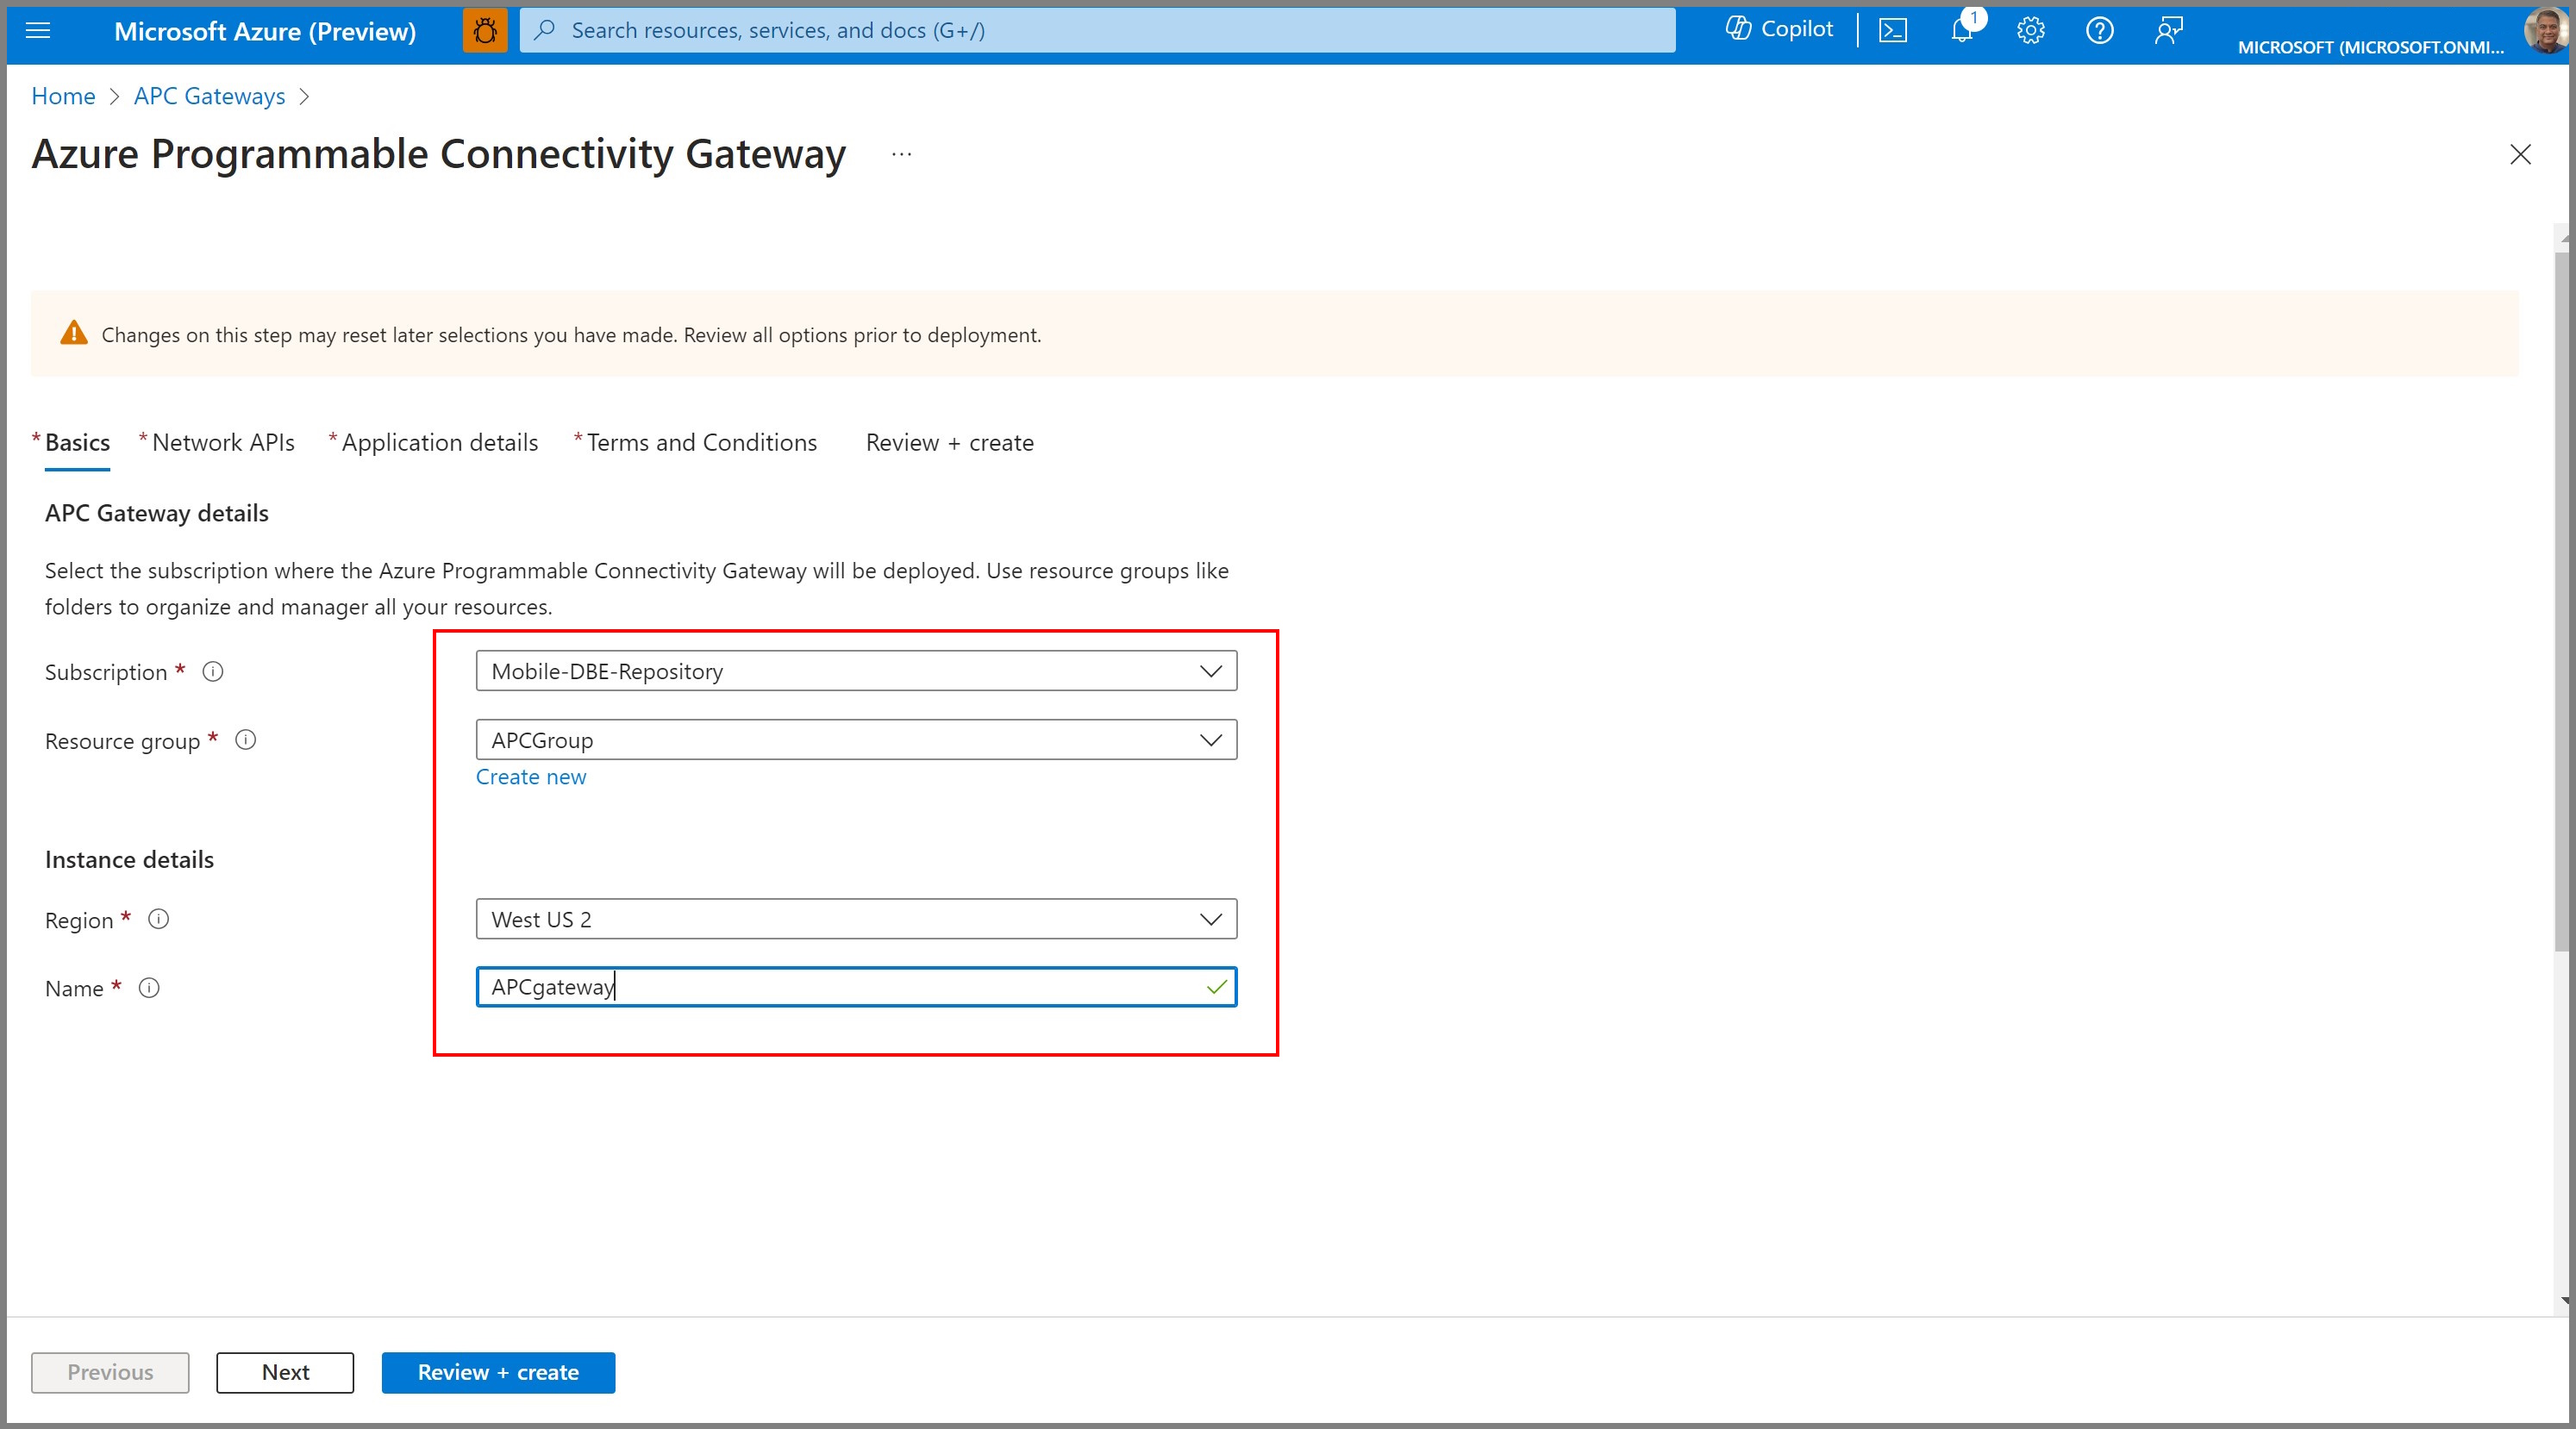 Microsoft Azure (Preview)
Search resources, services, and docs (G+/)
Copilot
1
MICROSOFT (MICROSOFT.ONMI...
Home > APC Gateways >
Azure Programmable Connectivity Gateway ...
Changes on this step may reset later selections you have made. Review all options prior to deployment.
* Basics * Network APIs * Application details * Terms and Conditions Review + create
APC Gateway details
Select the subscription where the Azure Programmable Connectivity Gateway will be deployed. Use resource groups like
folders to organize and manager all your resources.
Subscription *
Mobile-DBE-Repository
Resource group *
APCGroup
Create new
Instance details
Region *
West US 2
Name *
APCgateway
Previous
Next
Review + create